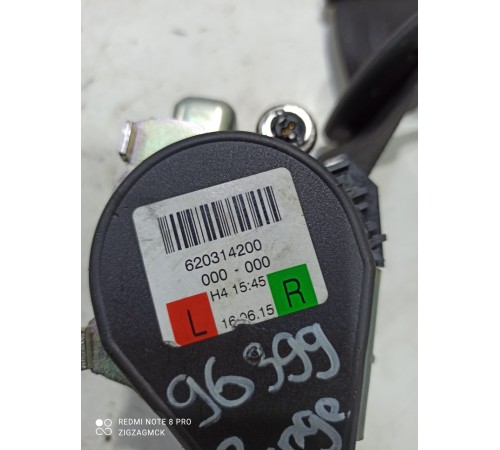 620314200
000 - 000
H4 15:45
L
R
16.06.15
96399
REDMI NOTE 8 PRO
ZIGZAGMCK